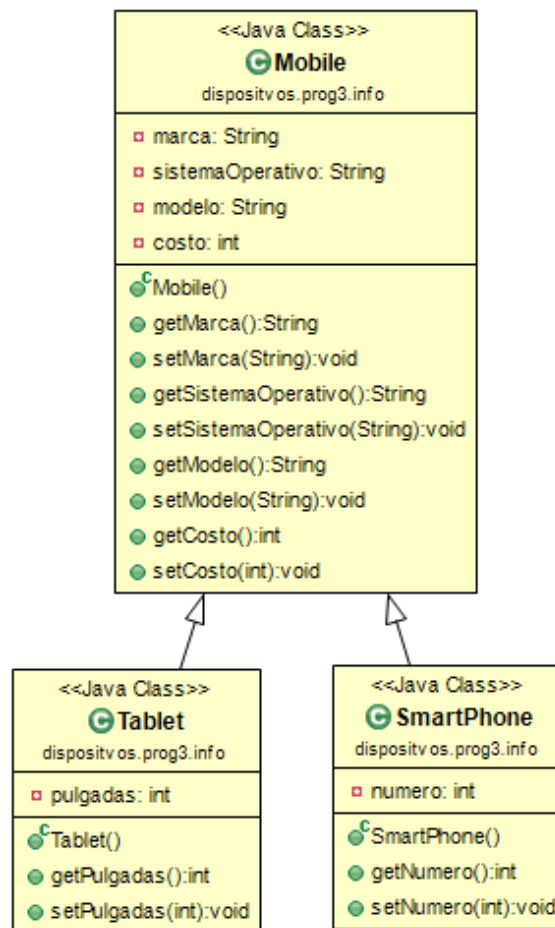 <<Java Class>>
Mobile
dispositvos.prog3.info
marca: String
sistemaOperativo: String
modelo: String
costo: int
Mobile()
getMarca():String
setMarca(String):void
getSistemaOperativo():String
setSistemaOperativo(String):void
getModelo():String
setModelo(String):void
getCosto():int
setCosto(int):void
<<Java Class>>
Tablet
dispositvos.prog3.info
pulgadas: int
Tablet()
getPulgadas():int
setPulgadas(int):void
<<Java Class>>
SmartPhone
dispositvos.prog3.info
numero: int
SmartPhone()
getNumero():int
setNumero(int):void